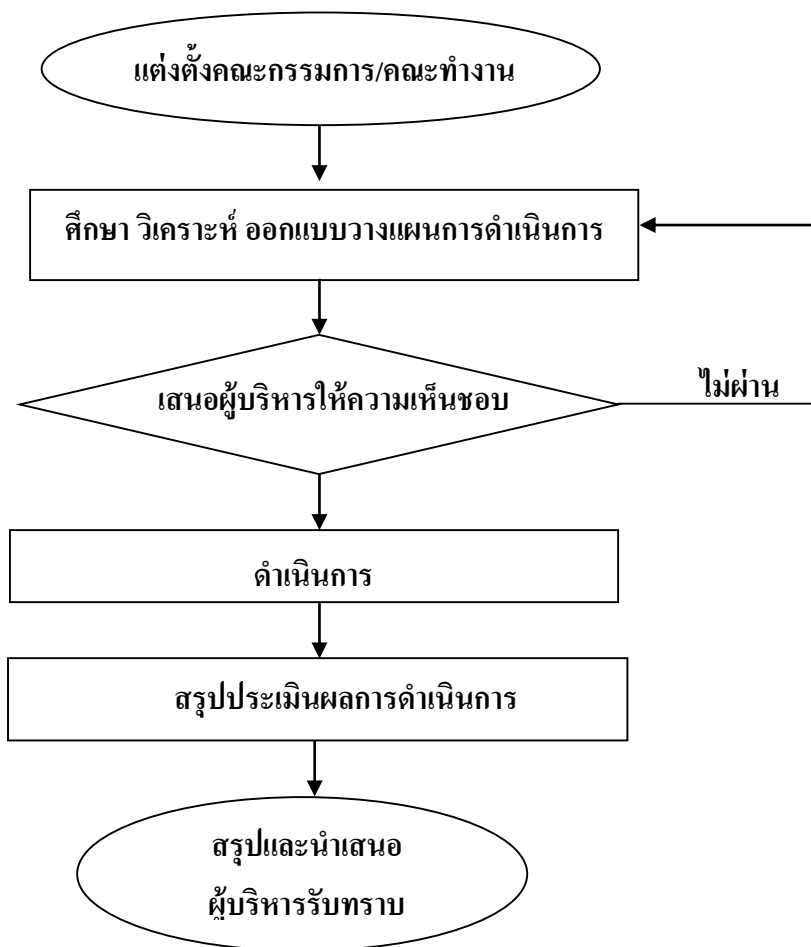 แต่งตั้งคณะกรรมการ/คณะทำงาน
ศึกษา วิเคราะห์ ออกแบบวางแผนการดำเนินการ
เสนอผู้บริหารให้ความเห็นชอบ
ไม่ผ่าน
ดำเนินการ
สรุปประเมินผลการดำเนินการ
สรุปและนำเสนอ
ผู้บริหารรับทราบ